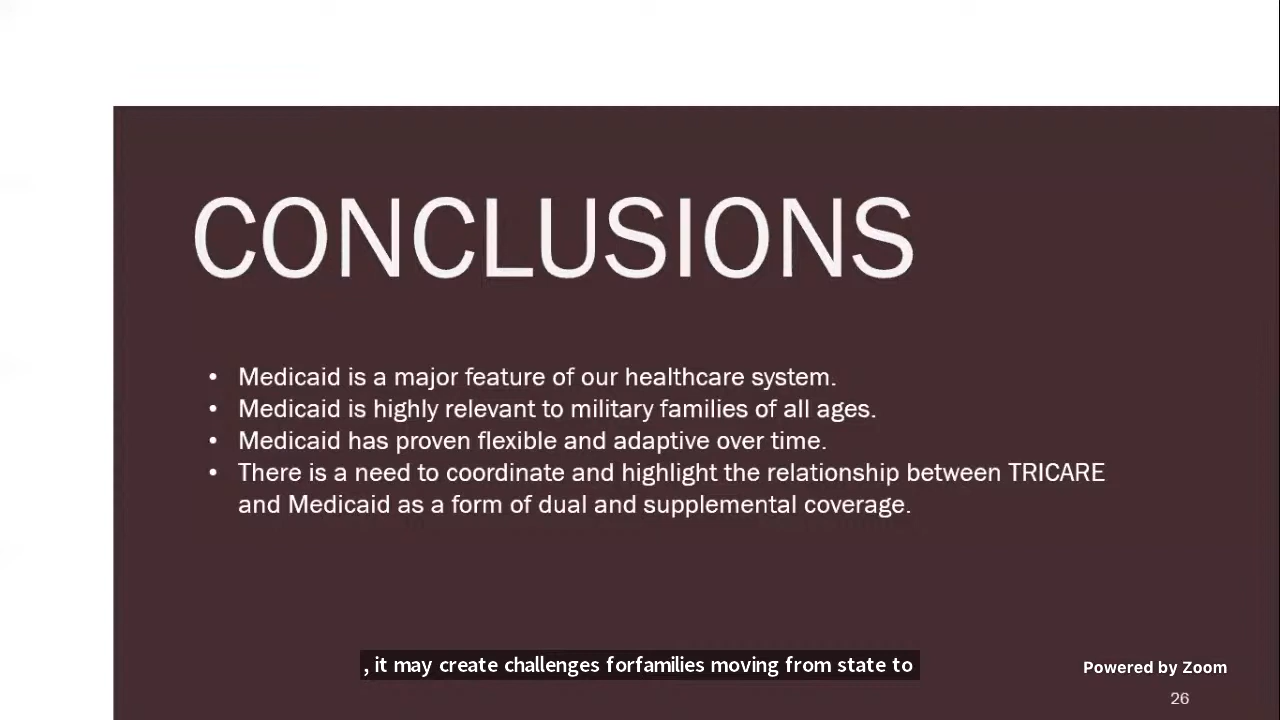 CONCLUSIONS
• Medicaid is a major feature of our healthcare system.
• Medicaid is highly relevant to military families of all ages.
• Medicaid has proven flexible and adaptive over time.
• There is a need to coordinate and highlight the relationship between TRICARE
and Medicaid as a form of dual and supplemental coverage.
, it may create challenges forfamilies moving from state to
Powered by Zoom
26